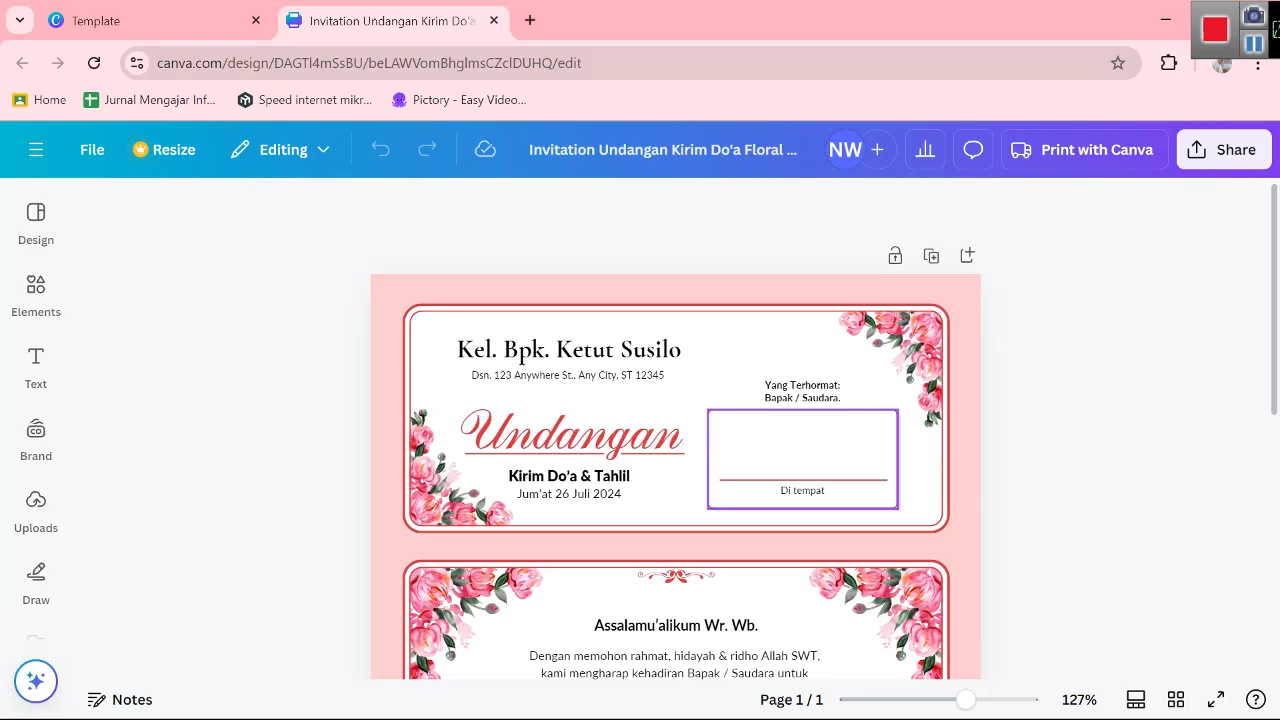 Template
Invitation Undangan Kirim Do'a
canva.com/design/DAGTl4mSsBU/beLAWVomBhglmsCZclDUHQ/edit
Home
Jurnal Mengajar Inf...
Speed internet mikr...
Pictory - Easy Video...
File
Resize
Editing
Invitation Undangan Kirim Do'a Floral ...
NW
Print with Canva
Share
Design
Elements
Text
Brand
Uploads
Draw
Kel. Bpk. Ketut Susilo
Dsn. 123 Anywhere St., Any City, ST 12345
Undangan
Kirim Do'a & Tahlil
Jum'at 26 Juli 2024
Yang Terhormat:
Bapak / Saudara.
Di tempat
Assalamu'alikum Wr. Wb.
Dengan memohon rahmat, hidayah & ridho Allah SWT,
kami mengharap kehadiran Bapak / Saudara untuk
Notes
Page 1 / 1
127%